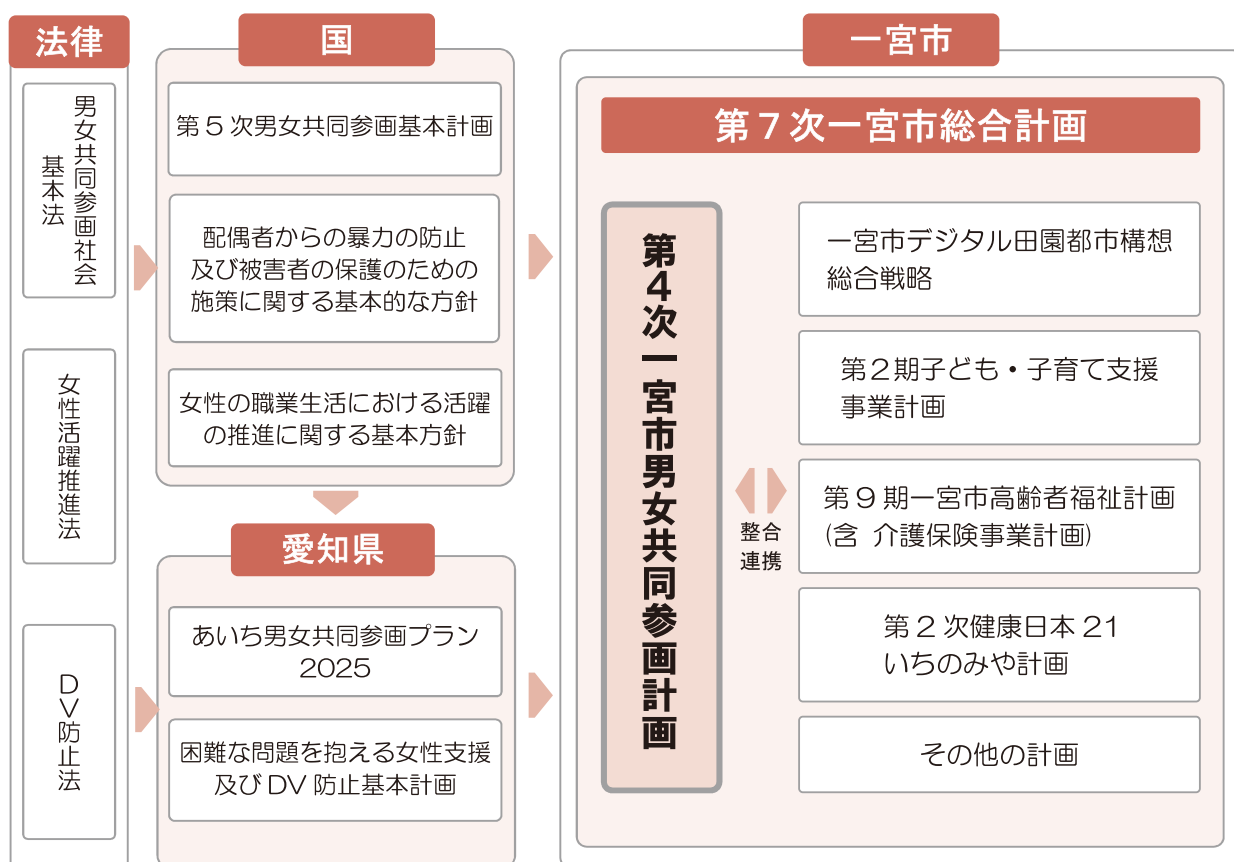 法律
男女共同参画社会
基本法
女性活躍推進法
DV防止法
国
第5次男女共同参画基本計画
配偶者からの暴力の防止
及び被害者の保護のための
施策に関する基本的な方針
女性の職業生活における活躍
の推進に関する基本方針
愛知県
あいち男女共同参画プラン
2025
困難な問題を抱える女性支援
及びDV防止基本計画
一宮市
第7次一宮市総合計画
第4次一宮市男女共同参画計画
整合
連携
一宮市デジタル田園都市構想
総合戦略
第2期子ども・子育て支援
事業計画
第9期一宮市高齢者福祉計画
(含 介護保険事業計画)
第2次健康日本21
いちのみや計画
その他の計画